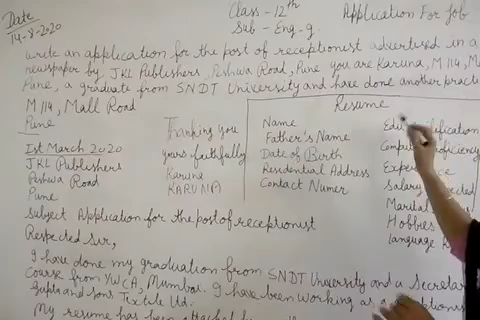 Date
14-8-2020
Class - 12th
Sub - Eng-g
Application For Job
write an application for the post of receptionist advertised in a
newspaper by JKL Publishers, Peshwa Road, Pune you are Karuna, M 114, M
Pune, a graduate from SNDT University and have done another practi
M 114, Mall Road
Pune
1st March 2020
JKL Publishers
Peshwa Road
Pune
Thanking you
yours faithfully
Karuna
KARUNA
Resume
Name
Father's Name
Date of Birth
Residential Address
Contact Numer
Edu
Experience
Salary
Marital
Hobbies
language
Subject Application for the post of receptionist
Respected Sir,
I have done my graduation from SNDT University and a Secreta
Course from YWCA, Mumbai. I have been working as a
Gupta and Sons Textile Ltd.
My resume has been attached